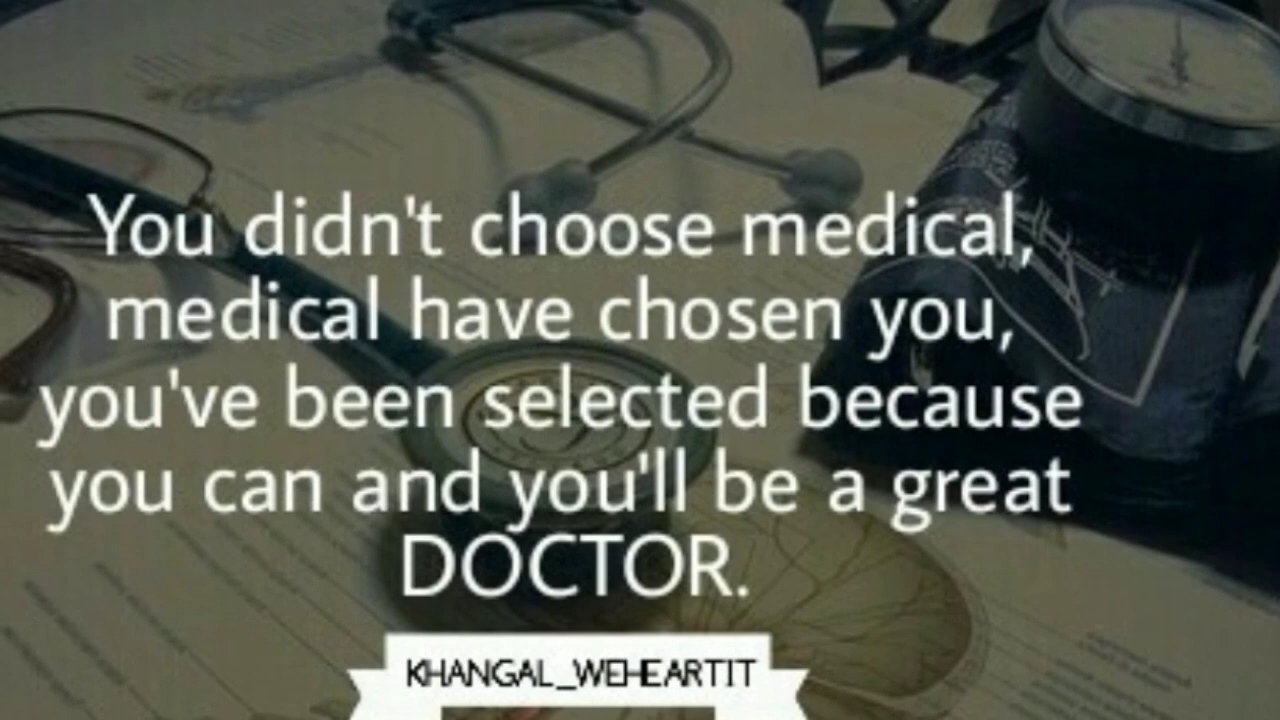 You didn't choose medical,
medical have chosen you,
you've been selected because
you can and you'll be a great
DOCTOR.
KHANGAL_WEHEARTIT